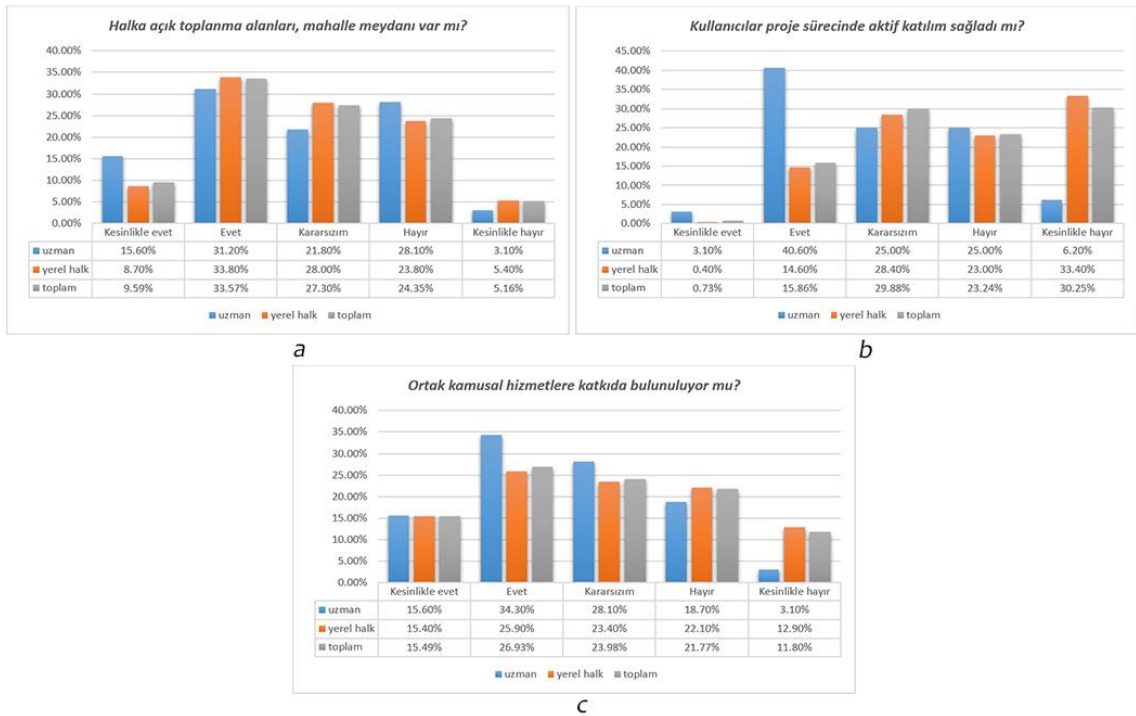 Halka açık toplanma alanları, mahalle meydanı var mı?
40.00%
35.00%
30.00%
25.00%
20.00%
15.00%
10.00%
5.00%
0.00%
Kesinlikle evet Evet Kararsızım Hayır Kesinlikle hayır
uzman 15.60% 31.20% 21.80% 28.10% 3.10%
yerel halk 8.70% 33.80% 28.00% 23.80% 5.40%
toplam 9.59% 33.57% 27.30% 24.35% 5.16%
uzman yerel halk toplam
a
Kullanıcılar proje sürecinde aktif katılım sağladı mı?
45.00%
40.00%
35.00%
30.00%
25.00%
20.00%
15.00%
10.00%
5.00%
0.00%
Kesinlikle evet Evet Kararsızım Hayır Kesinlikle hayır
uzman 3.10% 40.60% 25.00% 25.00% 6.20%
yerel halk 0.40% 14.60% 28.40% 23.00% 33.40%
toplam 0.73% 15.86% 29.88% 23.24% 30.25%
uzman yerel halk toplam
b
Ortak kamusal hizmetlere katkıda bulunuluyor mu?
40.00%
35.00%
30.00%
25.00%
20.00%
15.00%
10.00%
5.00%
0.00%
Kesinlikle evet Evet Kararsızım Hayır Kesinlikle hayır
uzman 15.60% 34.30% 28.10% 18.70% 3.10%
yerel halk 15.40% 25.90% 23.40% 22.10% 12.90%
toplam 15.49% 26.93% 23.98% 21.77% 11.80%
uzman yerel halk toplam
c